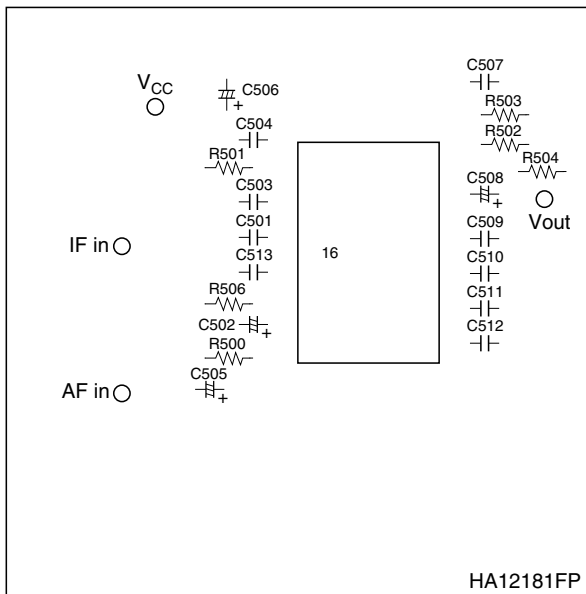 C507
V_CC
C506
R503
C504
R502
R501
R504
C508
C503
Vout
C501
C509
IF in
16
C513
C510
R506
C511
C502
C512
R500
C505
AF in
HA12181FP